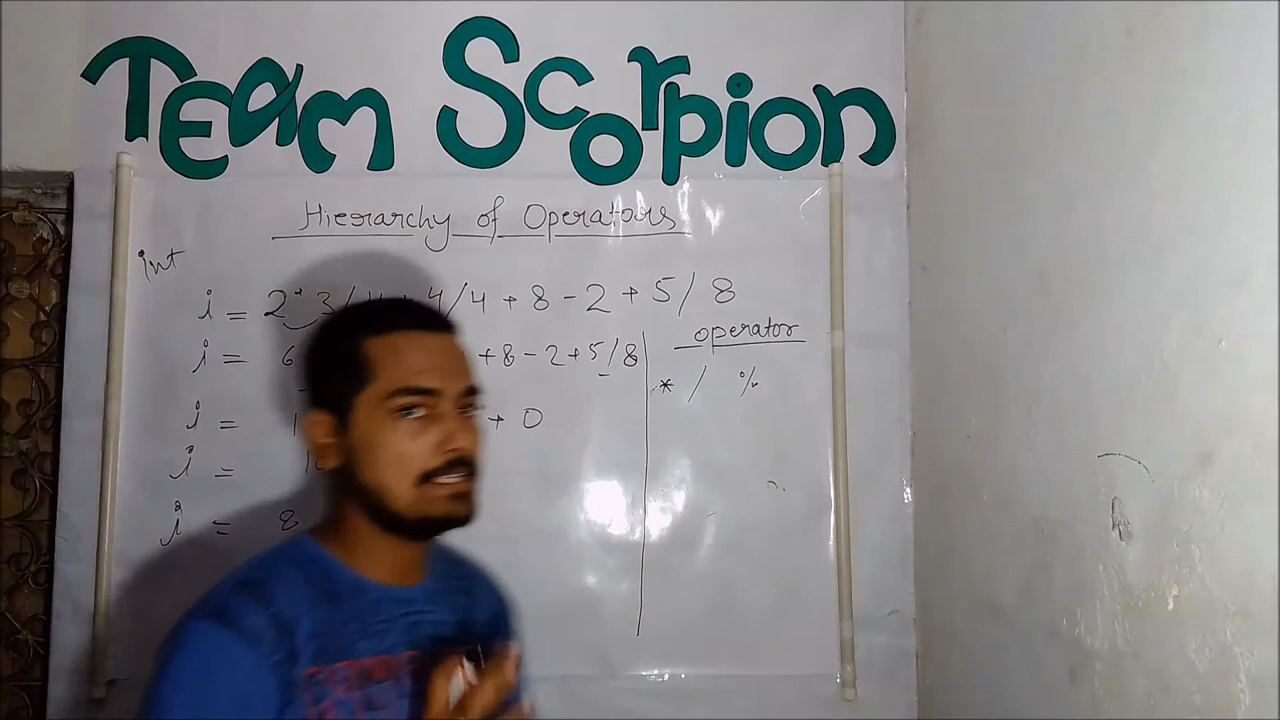 Team Scorpion
Hierarchy of Operators
int
i = 2 * 3 / 4 + 4 / 4 + 8 - 2 + 5 / 8
i = 6 + 8 - 2 + 5 / 8
i = 1 + 0
i =
i = 8
operator
* / %